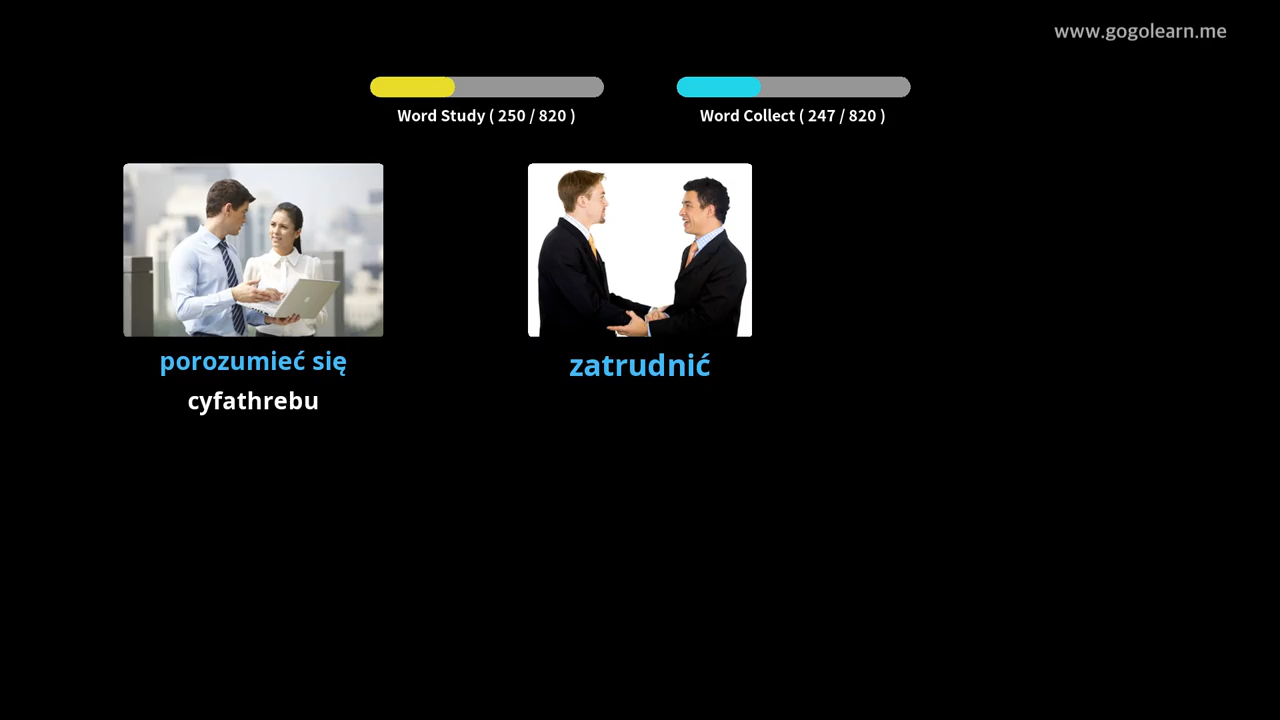 www.gogolearn.me
Word Study ( 250 / 820 )
Word Collect ( 247 / 820 )
porozumieć się
cyfathrebu
zatrudnić